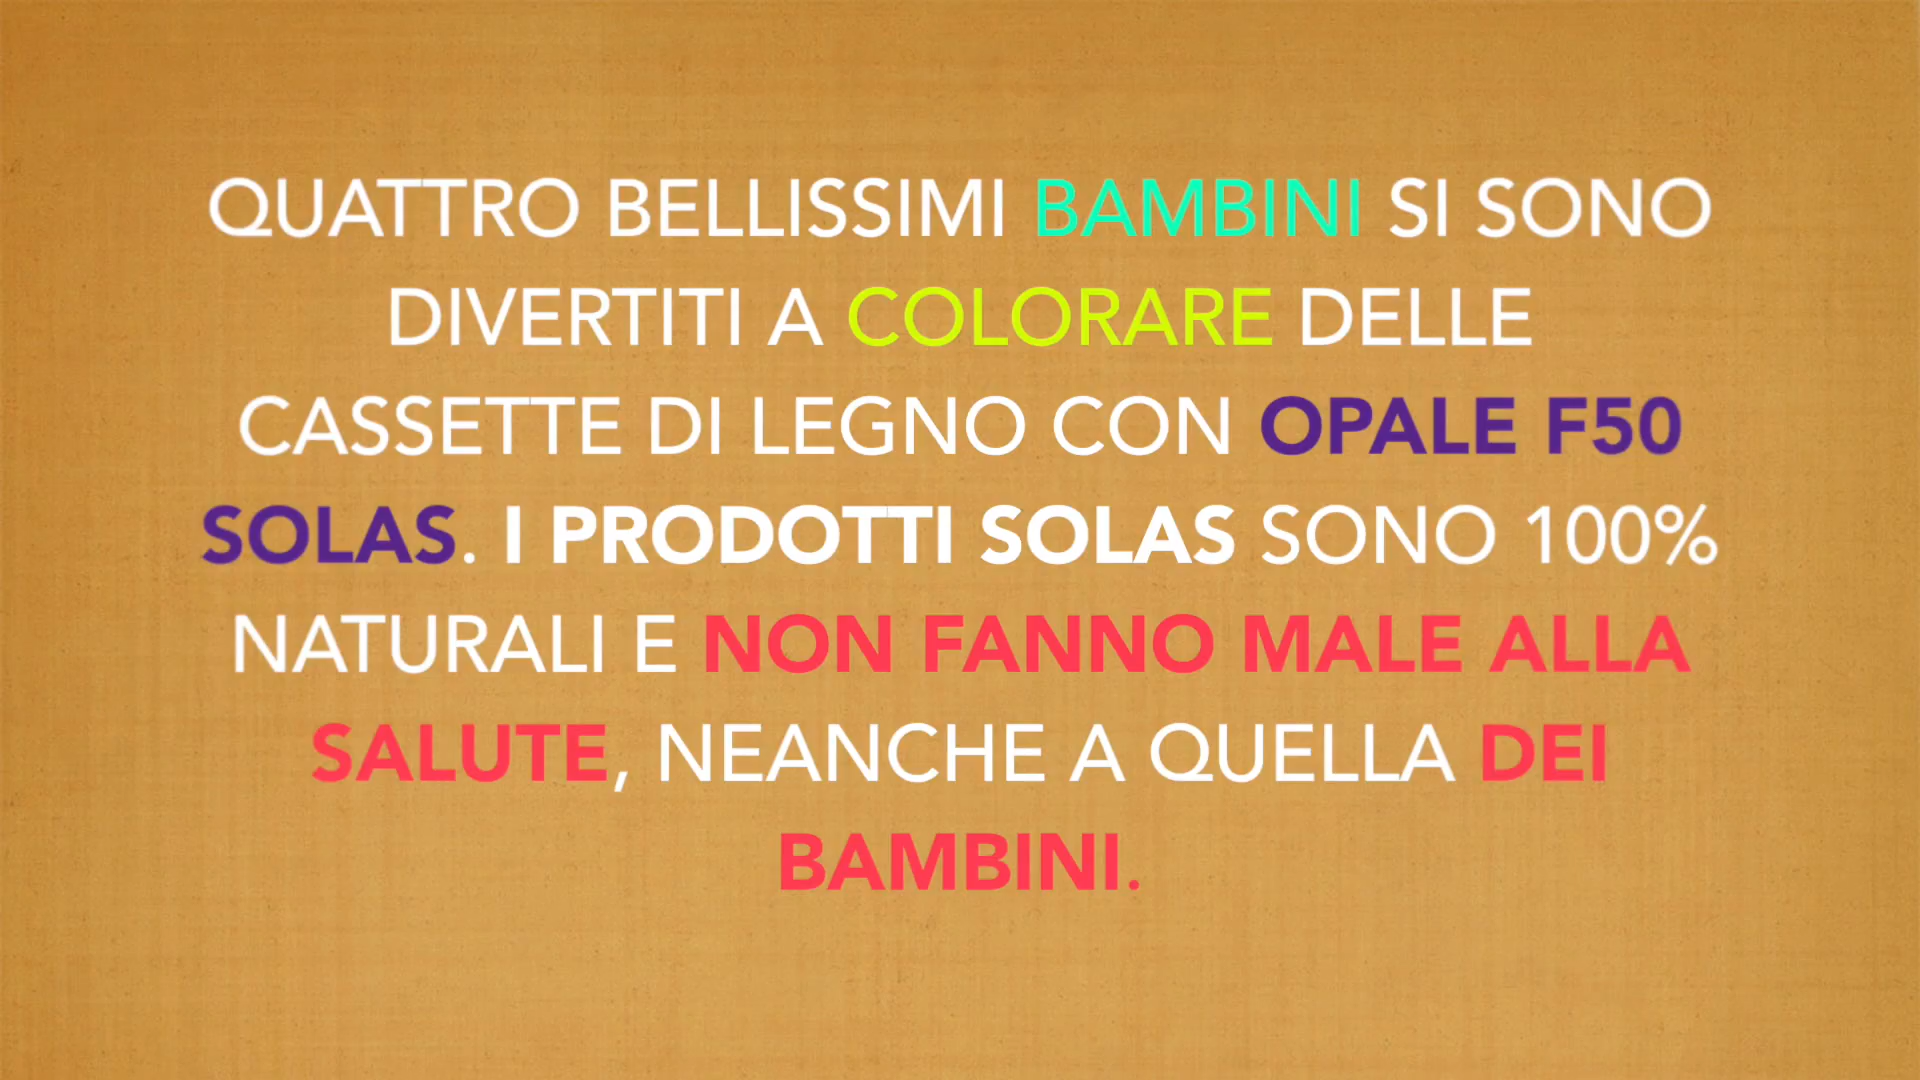 QUATTRO BELLISSIMI BAMBINI SI SONO
DIVERTITI A COLORARE DELLE
CASSETTE DI LEGNO CON OPALE F50
SOLAS. I PRODOTTI SOLAS SONO 100%
NATURALI E NON FANNO MALE ALLA
SALUTE, NEANCHE A QUELLA DEI
BAMBINI.